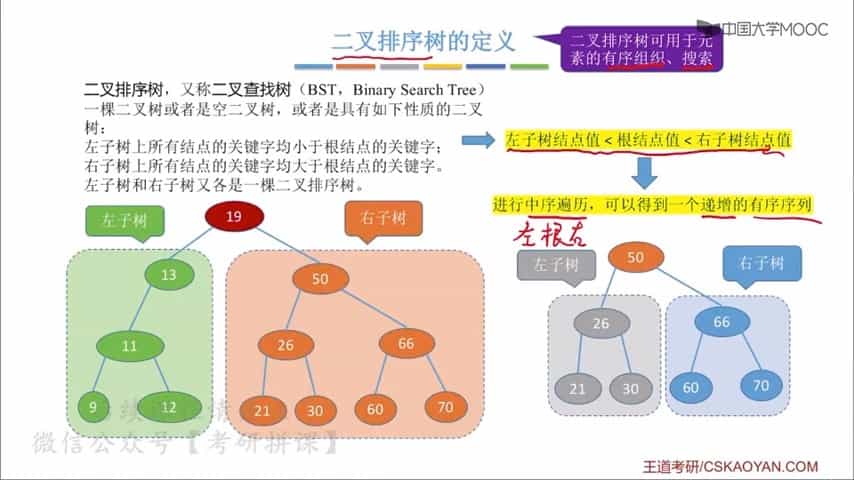 二叉排序树的定义
二叉排序树可用于元
素的有序组织、搜索
中国大学MOOC
二叉排序树，又称二叉查找树（BST，Binary Search Tree）
一棵二叉树或者是空二叉树，或者是具有如下性质的二叉
树：
左子树上所有结点的关键字均小于根结点的关键字；
右子树上所有结点的关键字均大于根结点的关键字。
左子树和右子树又各是一棵二叉排序树。
左子树结点值 < 根结点值 < 右子树结点值
进行中序遍历，可以得到一个递增的有序序列
左根右
左子树
19
右子树
13
50
11
26
66
9
12
21
30
60
70
左子树
50
右子树
26
66
21
30
60
70
微信公众号【考研拼课】
王道考研/CSKAOYAN.COM